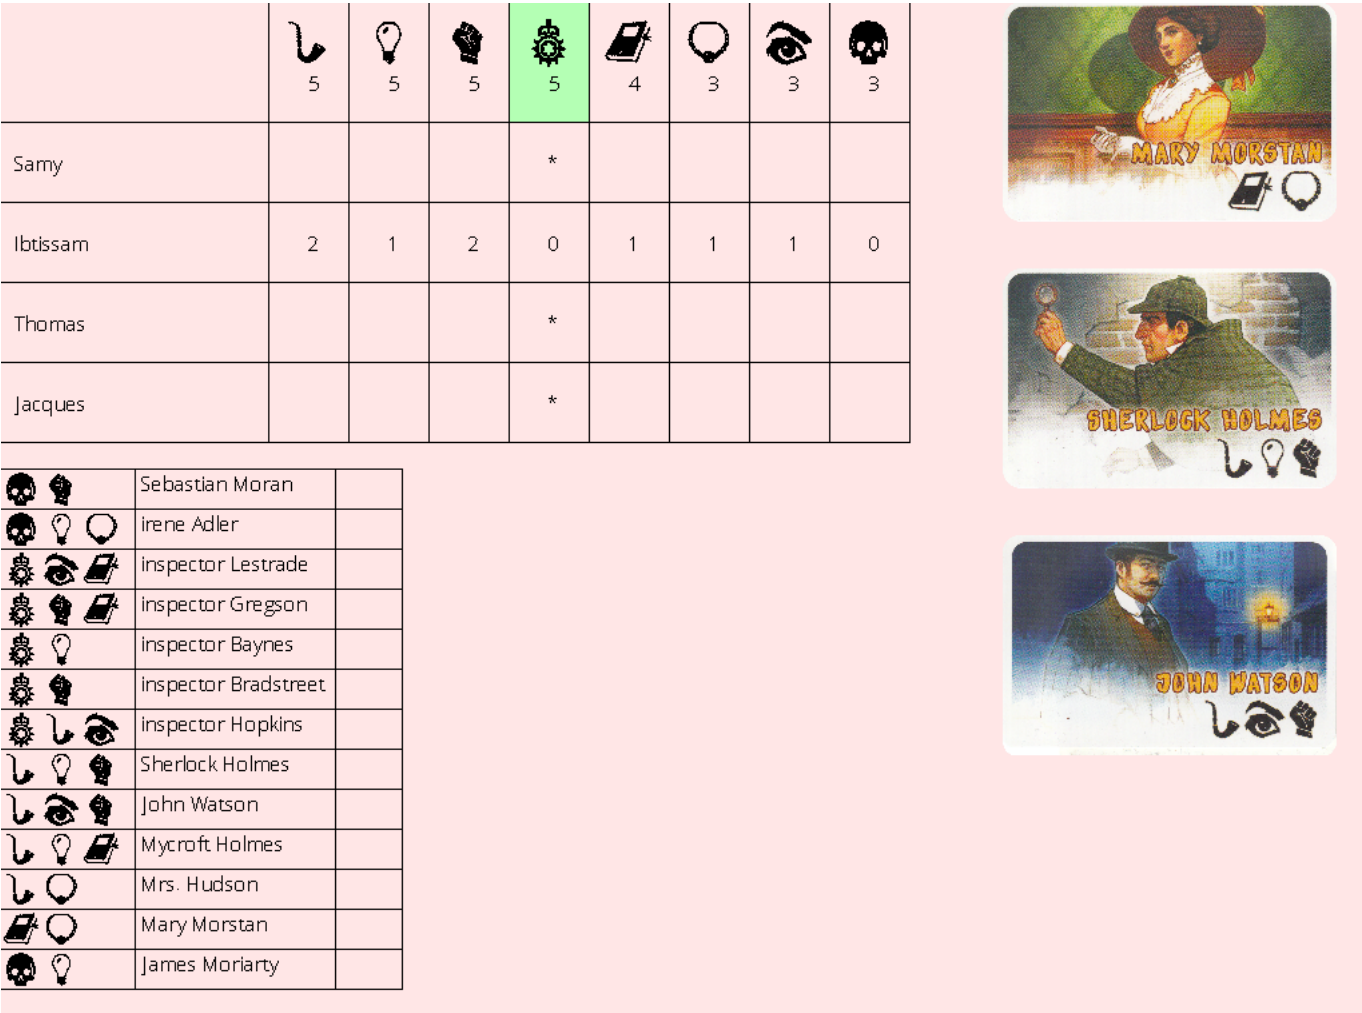 5 5 5 5 4 3 3 3
Samy *
Ibtissam 2 1 2 0 1 1 1 0
Thomas *
Jacques *
Sebastian Moran
irene Adler
inspector Lestrade
inspector Gregson
inspector Baynes
inspector Bradstreet
inspector Hopkins
Sherlock Holmes
John Watson
Mycroft Holmes
Mrs. Hudson
Mary Morstan
James Moriarty
MARY MORSTAN
SHERLOCK HOLMES
JOHN WATSON